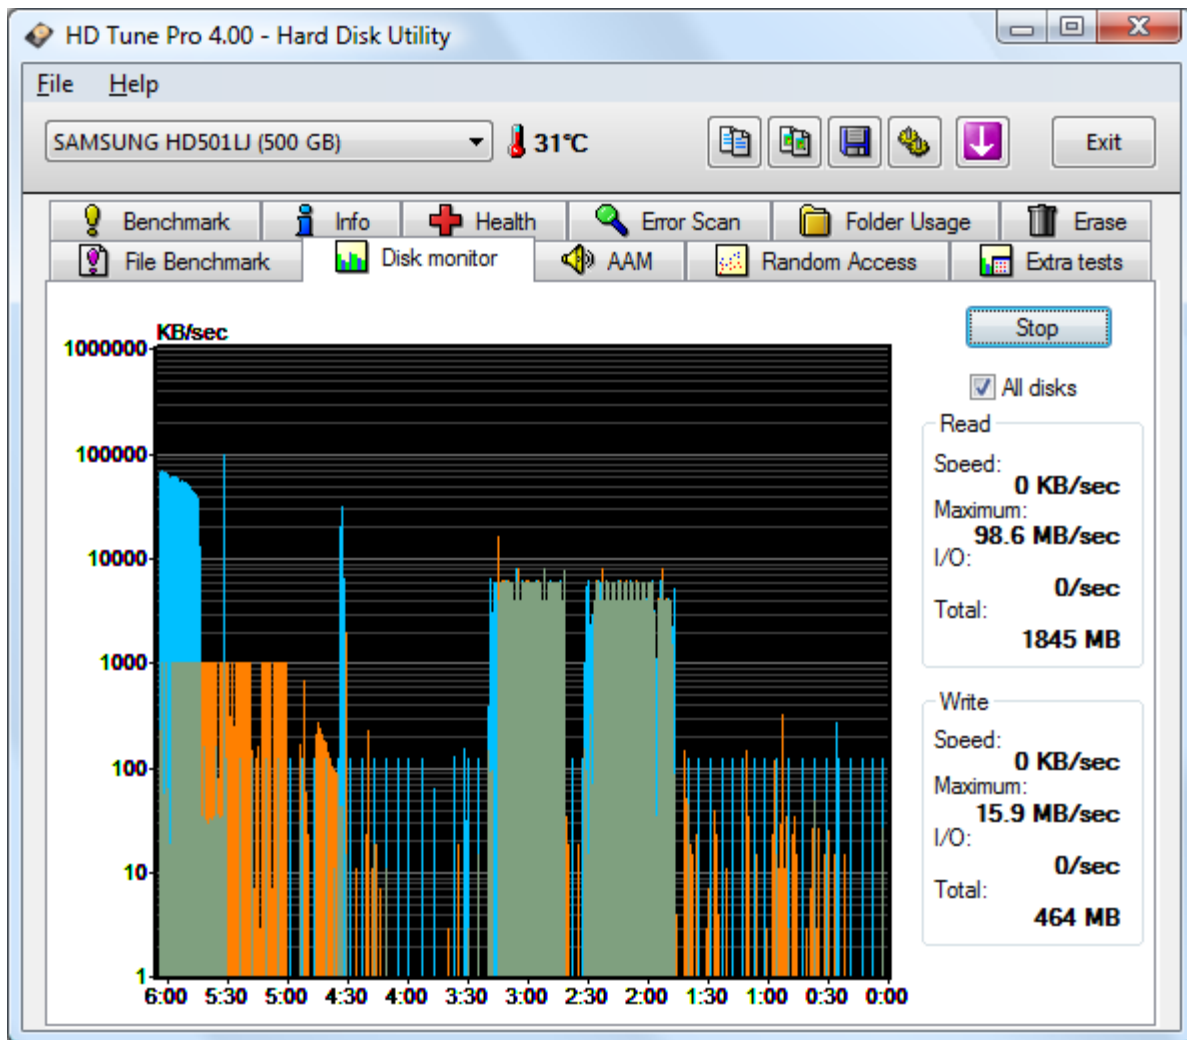 HD Tune Pro 4.00 - Hard Disk Utility
File Help
SAMSUNG HD501LJ (500 GB) 31°C Exit
Benchmark Info Health Error Scan Folder Usage Erase
File Benchmark Disk monitor AAM Random Access Extra tests
KB/sec
1000000
100000
10000
1000
100
10
1
6:00 5:30 5:00 4:30 4:00 3:30 3:00 2:30 2:00 1:30 1:00 0:30 0:00
Stop
All disks
Read
Speed:
0 KB/sec
Maximum:
98.6 MB/sec
I/O:
0/sec
Total:
1845 MB
Write
Speed:
0 KB/sec
Maximum:
15.9 MB/sec
I/O:
0/sec
Total:
464 MB